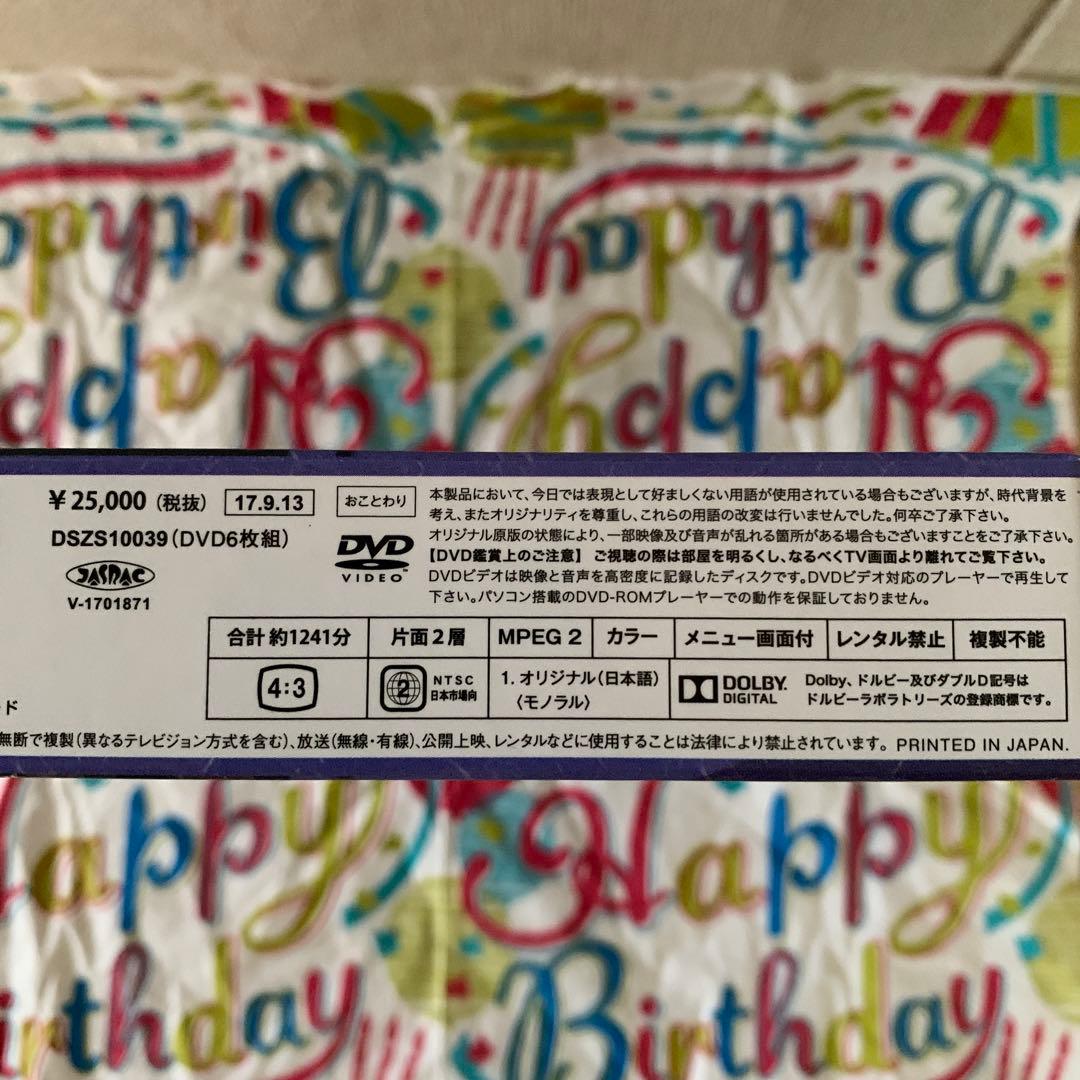 Birthday
Birthday
Happy
Happy
¥25,000(税抜) 17.9.13 おことわり
DSZS10039(DVD6枚組)
JASRAC
V-1701871
DVD
VIDEO
本製品において、今日では表現として好ましくない用語が使用されている場合もございますが、時代背景を
考え、またオリジナリティを尊重し、これらの用語の改変は行いませんでした。何卒ご了承下さい。
オリジナル原版の状態により、一部映像及び音声が乱れる箇所がある場合もございますことをご了承下さい。
【DVD鑑賞上のご注意】 ご視聴の際は部屋を明るくし、なるべくTV画面より離れてご覧下さい。
DVDビデオは映像と音声を高密度に記録したディスクです。DVDビデオ対応のプレーヤーで再生して
下さい。パソコン搭載のDVD-ROMプレーヤーでの動作を保証しておりません。
合計 約1241分 片面2層 MPEG 2 カラー メニュー画面付 レンタル禁止 複製不能
4:3
2
NTSC
日本市場向
1. オリジナル(日本語)
〈モノラル〉
DOLBY
DIGITAL
Dolby、ドルビー及びダブルD記号は
ドルビーラボラトリーズの登録商標です。
ード
無断で複製(異なるテレビジョン方式を含む)、放送(無線・有線)、公開上映、レンタルなどに使用することは法律により禁止されています。 PRINTED IN JAPAN.
Happy
Happy
Birthday
Birthday